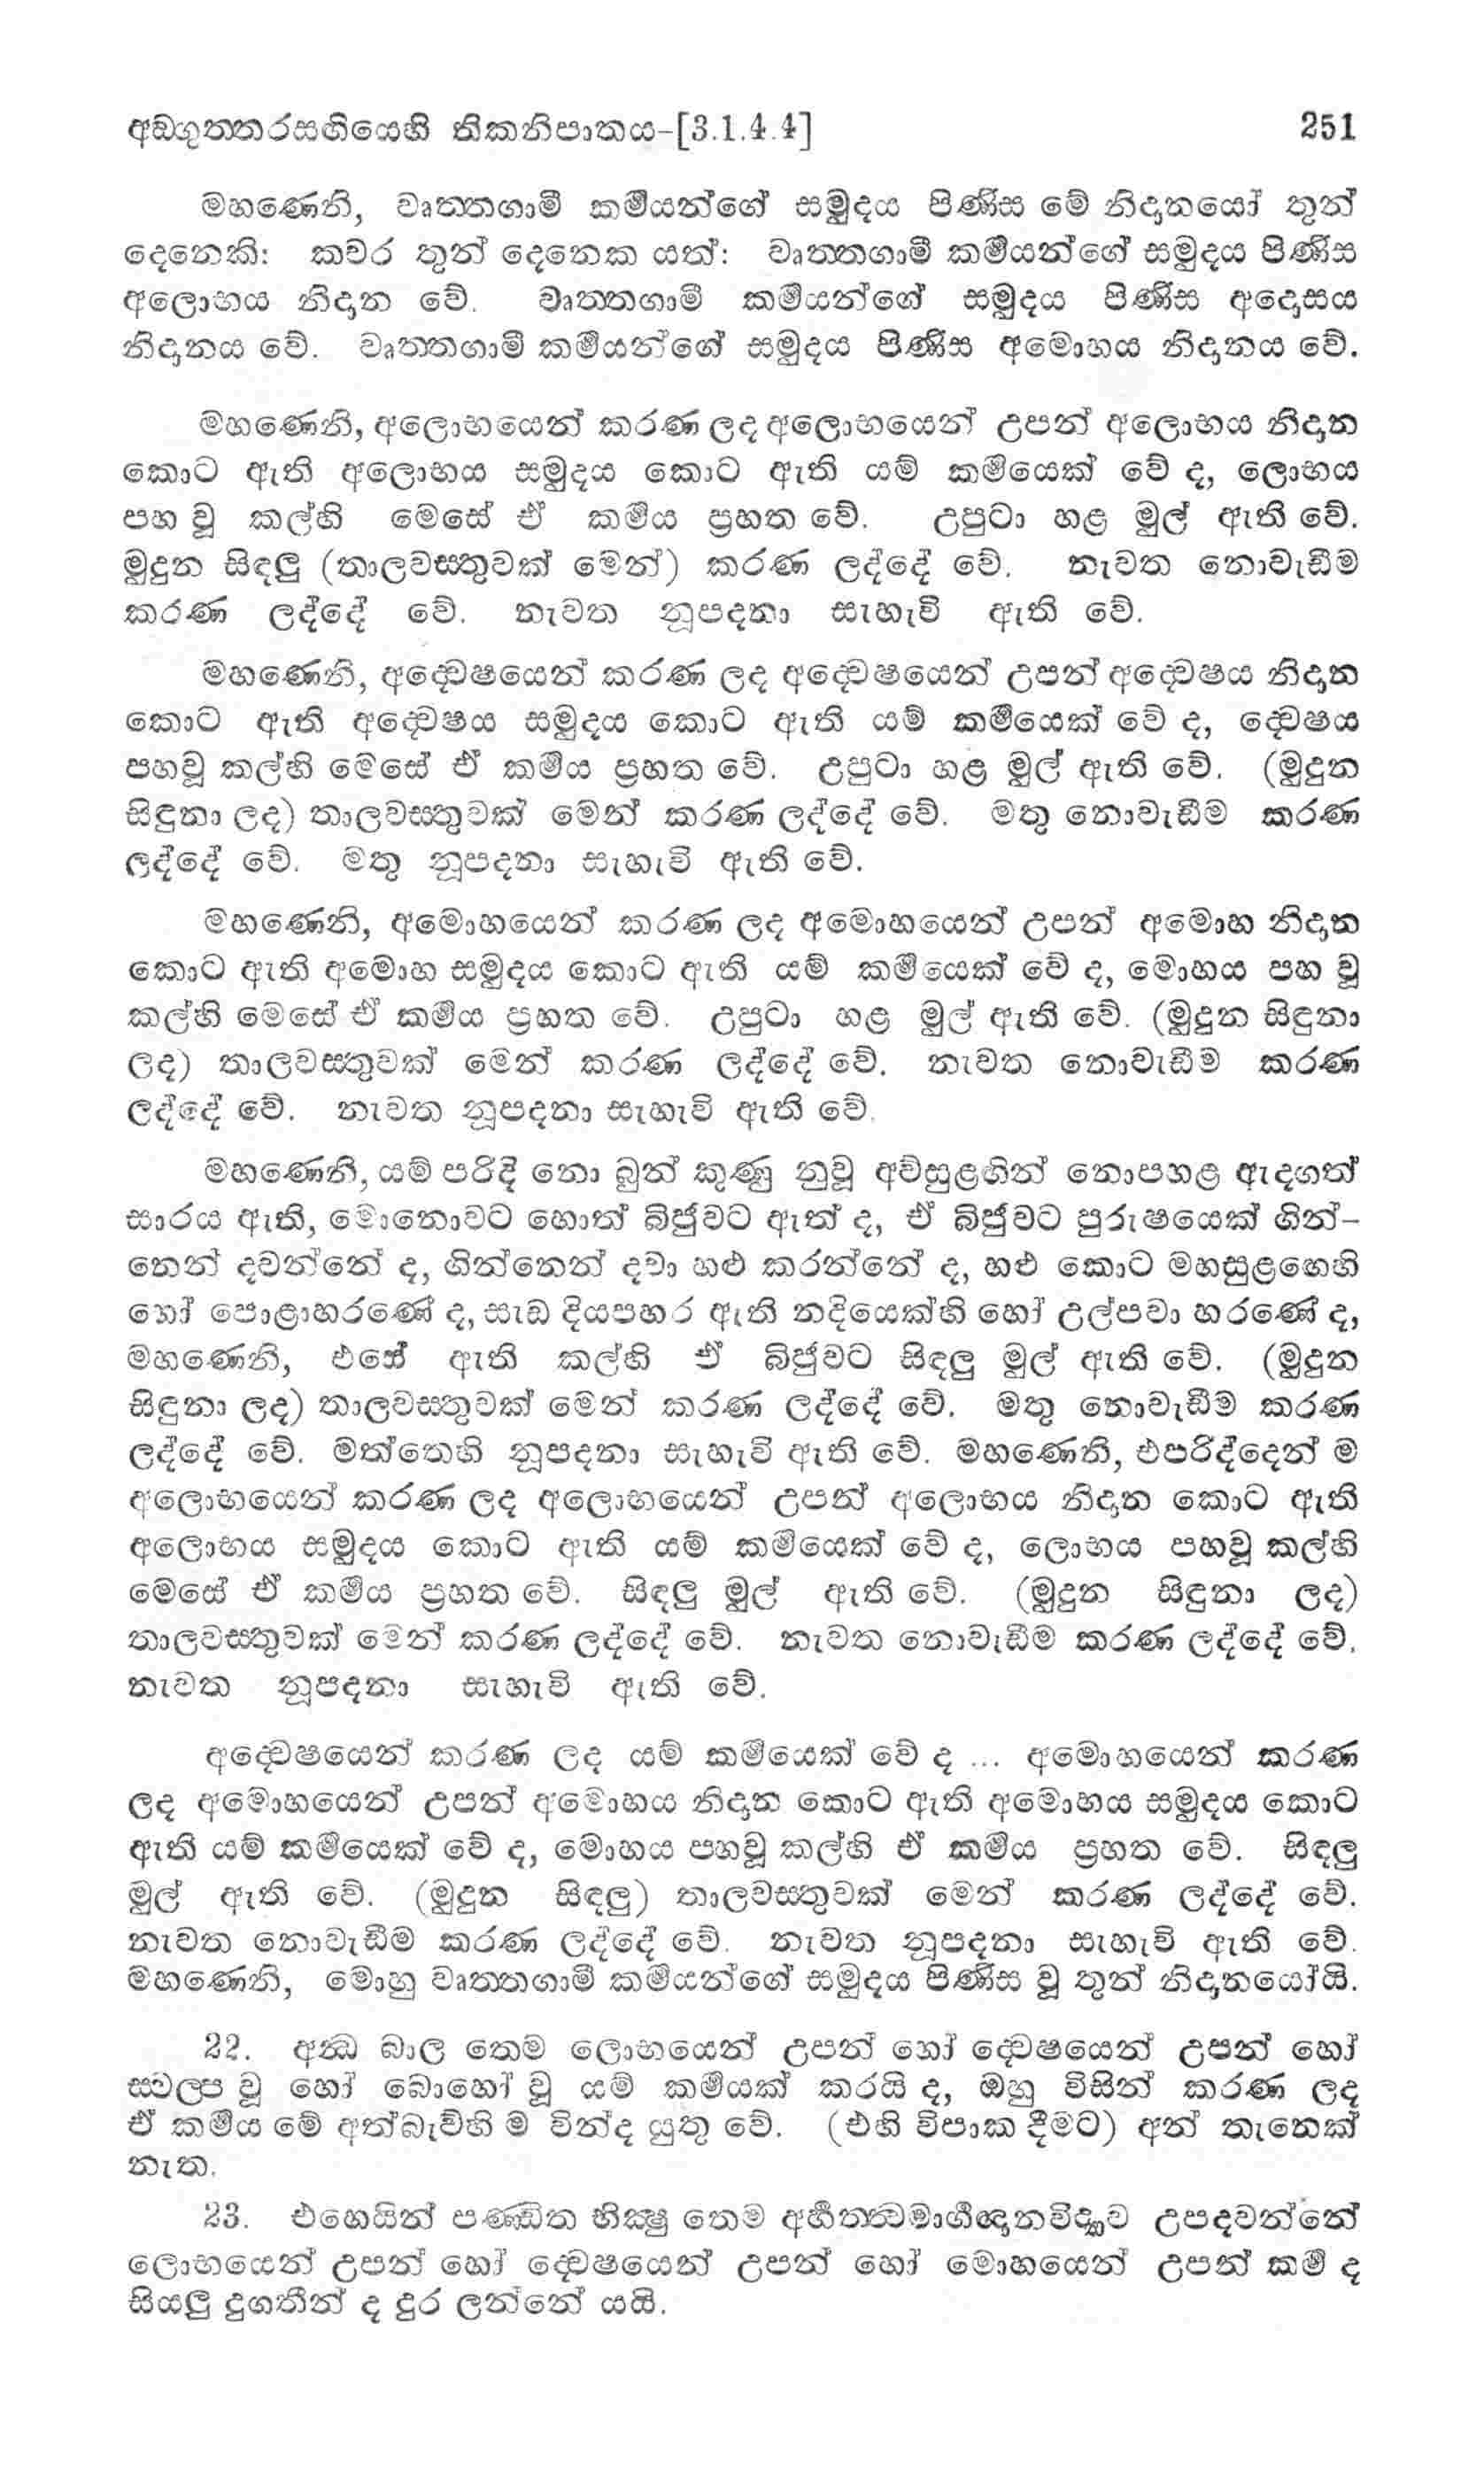 අඞගුත්තරසඟියෙහි තිකනිපාතය-[3.1.4.4] 251
මහණෙනි, වෘත්තගාමී කර්මයන්ගේ සමුදය පිණිස මේ නිදානයෝ තුන්
දෙනෙකි: කවර තුන් දෙනෙක යත්: වෘත්තගාමී කර්මයන්ගේ සමුදය පිණිස
අලොභය නිදාන වේ. වෘත්තගාමී කර්මයන්ගේ සමුදය පිණිස අදොසය
නිදානය වේ. වෘත්තගාමී කර්මයන්ගේ සමුදය පිණිස අමොහය නිදානය වේ.
මහණෙනි, අලොභයෙන් කරණ ලද අලොභයෙන් උපන් අලොභය නිදාන
කොට ඇති අලොභය සමුදය කොට ඇති යම් කර්මයෙක් වේ ද, ලොභය
පහ වූ කල්හි මෙසේ ඒ කර්මය ප්‍රහත වේ. උපුටා හළ මුල් ඇති වේ.
මුදුන සිඳලු (තාලවස්තුවක් මෙන්) කරණ ලද්දේ වේ. නැවත නොවැඩීම
කරණ ලද්දේ වේ. නැවත නූපදනා සැහැවි ඇති වේ.
මහණෙනි, අද්වෙෂයෙන් කරණ ලද අද්වෙෂයෙන් උපන් අද්වෙෂය නිදාන
කොට ඇති අද්වෙෂය සමුදය කොට ඇති යම් කර්මයෙක් වේ ද, ද්වෙෂය
පහවූ කල්හි මෙසේ ඒ කර්මය ප්‍රහත වේ. උපුටා හළ මුල් ඇති වේ. (මුදුන
සිඳුනා ලද) තාලවස්තුවක් මෙන් කරණ ලද්දේ වේ. මතු නොවැඩීම කරණ
ලද්දේ වේ. මතු නූපදනා සැහැවි ඇති වේ.
මහණෙනි, අමොහයෙන් කරණ ලද අමොහයෙන් උපන් අමොහ නිදාන
කොට ඇති අමොහ සමුදය කොට ඇති යම් කර්මයෙක් වේ ද, මොහය පහ වූ
කල්හි මෙසේ ඒ කර්මය ප්‍රහත වේ. උපුටා හළ මුල් ඇති වේ. (මුදුන සිඳුනා
ලද) තාලවස්තුවක් මෙන් කරණ ලද්දේ වේ. නැවත නොවැඩීම කරණ
ලද්දේ වේ. නැවත නූපදනා සැහැවි ඇති වේ.
මහණෙනි, යම් පරිදි නො බුන් කුණු නුවූ අව්සුළඟින් නොපහළ ඇදගත්
සාරය ඇති, මොනොවට හොත් බිජුවට ඇත් ද, ඒ බිජුවට පුරුෂයෙක් ගින්-
නෙන් දවන්නේ ද, ගින්නෙන් දවා හළු කරන්නේ ද, හළු කොට මහසුළඟෙහි
හෝ පොළාහරණේ ද, සැඩ දියපහර ඇති නදියෙක්හි හෝ උල්පවා හරණේ ද,
මහණෙනි, එසේ ඇති කල්හි ඒ බිජුවට සිඳලු මුල් ඇති වේ. (මුදුන
සිඳුනා ලද) තාලවස්තුවක් මෙන් කරණ ලද්දේ වේ. මතු නොවැඩීම කරණ
ලද්දේ වේ. මත්තෙහි නූපදනා සැහැවි ඇති වේ. මහණෙනි, එපරිද්දෙන් ම
අලොභයෙන් කරණ ලද අලොභයෙන් උපන් අලොභය නිදාන කොට ඇති
අලොභය සමුදය කොට ඇති යම් කර්මයෙක් වේ ද, ලොභය පහවූ කල්හි
මෙසේ ඒ කර්මය ප්‍රහත වේ. සිඳලු මුල් ඇති වේ. (මුදුන සිඳුනා ලද)
තාලවස්තුවක් මෙන් කරණ ලද්දේ වේ. නැවත නොවැඩීම කරණ ලද්දේ වේ.
නැවත නූපදනා සැහැවි ඇති වේ.
අද්වෙෂයෙන් කරණ ලද යම් කර්මයෙක් වේ ද ... අමොහයෙන් කරණ
ලද අමොහයෙන් උපන් අමොහය නිදාන කොට ඇති අමොහය සමුදය කොට
ඇති යම් කර්මයෙක් වේ ද, මොහය පහවූ කල්හි ඒ කර්මය ප්‍රහත වේ. සිඳලු
මුල් ඇති වේ. (මුදුන සිඳලු) තාලවස්තුවක් මෙන් කරණ ලද්දේ වේ.
නැවත නොවැඩීම කරණ ලද්දේ වේ. නැවත නූපදනා සැහැවි ඇති වේ.
මහණෙනි, මොහු වෘත්තගාමී කර්මයන්ගේ සමුදය පිණිස වූ තුන් නිදානයෝයි.
22. අන්‍ධ බාල තෙම ලොභයෙන් උපන් හෝ ද්වෙෂයෙන් උපන් හෝ
ස්වල්ප වූ හෝ බොහෝ වූ යම් කර්මයක් කරයි ද, ඔහු විසින් කරණ ලද
ඒ කර්මය මේ අත්බැව්හි ම වින්ද යුතු වේ. (එහි විපාක දීමට) අන් තැනෙක්
නැත.
23. එහෙයින් පණ්ඩිත භික්‍ෂු තෙම අර්හත්ත්වමාර්ගඥානවිද්‍යාව උපදවන්නේ
ලොභයෙන් උපන් හෝ ද්වෙෂයෙන් උපන් හෝ මොහයෙන් උපන් කර්ම ද
සියලු දුගතීන් ද දුර ලන්නේ යයි.